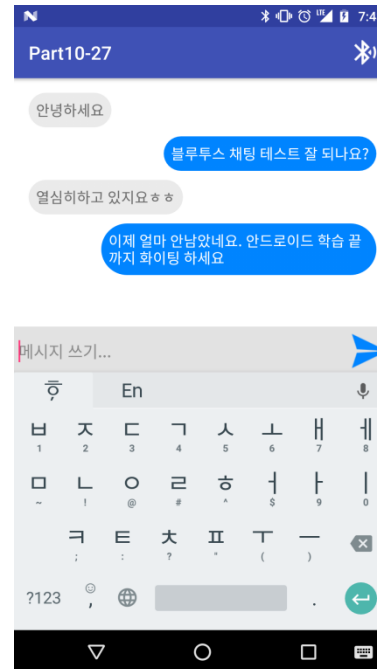 N LTE 7:4
Part10-27
안녕하세요
블루투스 채팅 테스트 잘 되나요?
열심히하고 있지요ㅎㅎ
이제 얼마 안남았네요. 안드로이드 학습 끝
까지 화이팅 하세요
메시지 쓰기...
En
ㅂ ㅈ ㄷ ㄱ ㅅ ㅗ ㅐ ㅔ
1 2 3 4 5 6 7 8
ㅁ ㄴ ㅇ ㄹ ㅎ ㅓ ㅏ ㅣ
~ ! @ # ^ $ 9 0
ㅋ ㅌ ㅊ ㅍ ㅜ ㅡ
; : ? " ( )
?123 , .